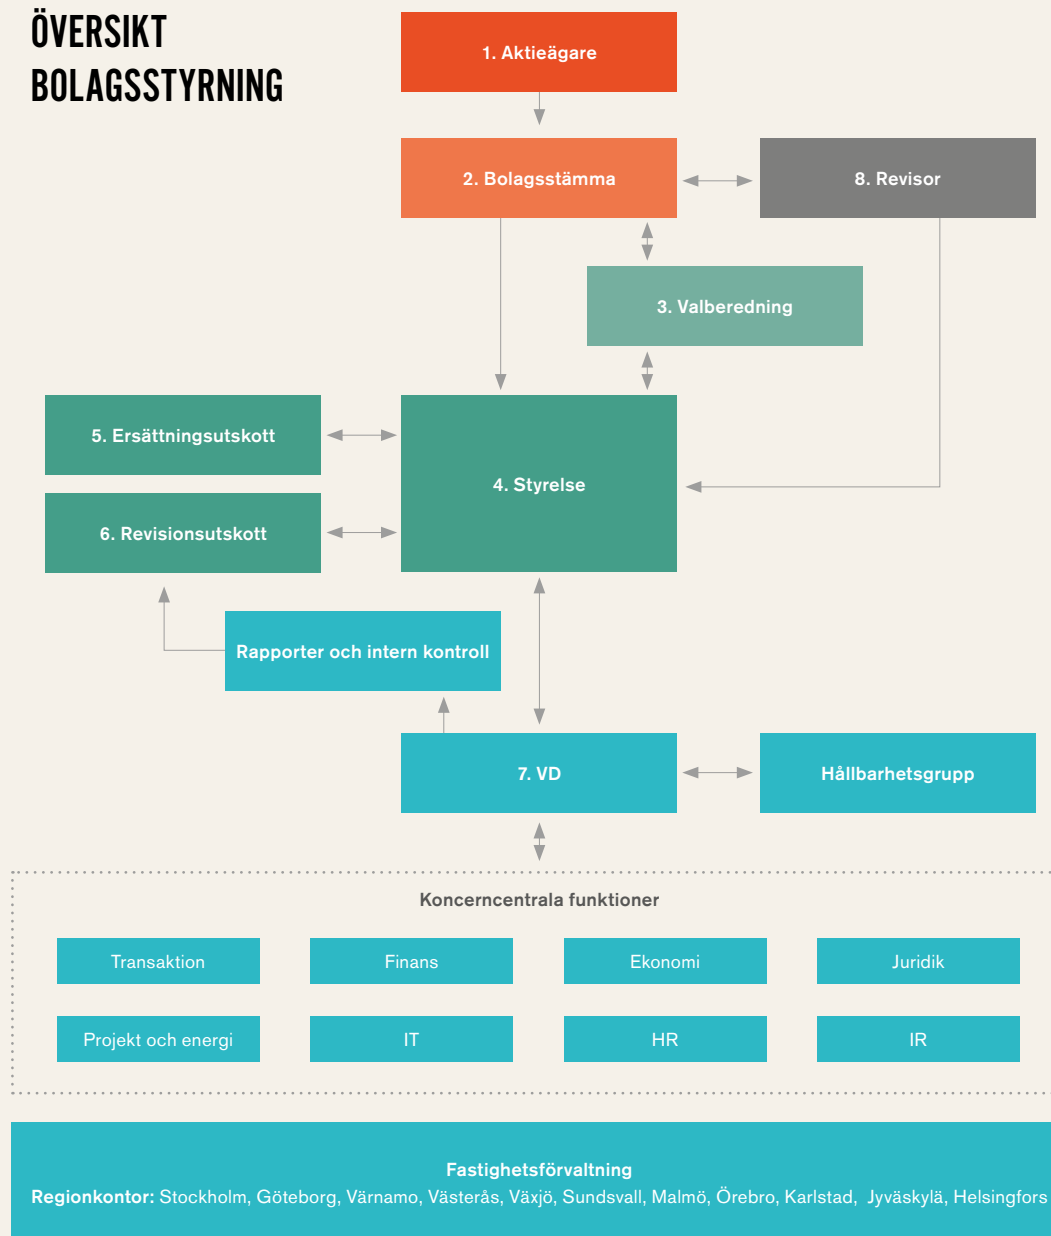 ÖVERSIKT
BOLAGSSTYRNING
1. Aktieägare
2. Bolagsstämma
8. Revisor
3. Valberedning
5. Ersättningsutskott
4. Styrelse
6. Revisionsutskott
Rapporter och intern kontroll
7. VD
Hållbarhetsgrupp
Koncerncentrala funktioner
Transaktion
Finans
Ekonomi
Juridik
Projekt och energi
IT
HR
IR
Fastighetsförvaltning
Regionkontor: Stockholm, Göteborg, Värnamo, Västerås, Växjö, Sundsvall, Malmö, Örebro, Karlstad, Jyväskylä, Helsingfors